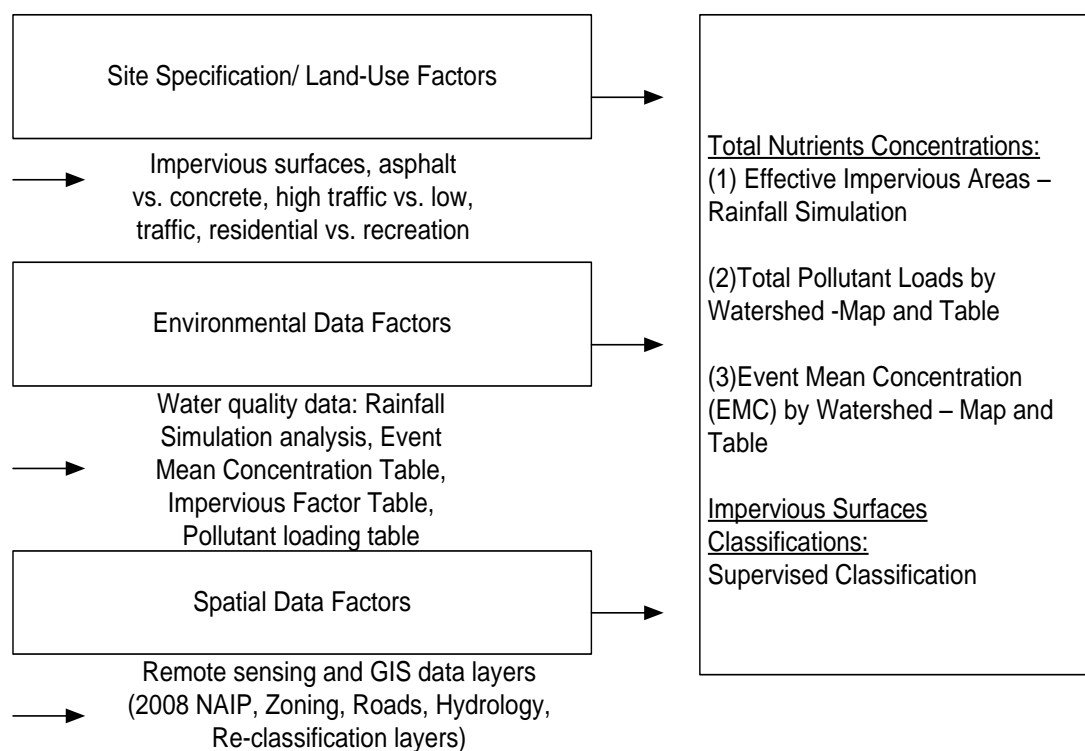 Site Specification/ Land-Use Factors
Impervious surfaces, asphalt
vs. concrete, high traffic vs. low,
traffic, residential vs. recreation
Environmental Data Factors
Water quality data: Rainfall
Simulation analysis, Event
Mean Concentration Table,
Impervious Factor Table,
Pollutant loading table
Spatial Data Factors
Remote sensing and GIS data layers
(2008 NAIP, Zoning, Roads, Hydrology,
Re-classification layers)
Total Nutrients Concentrations:
(1) Effective Impervious Areas –
Rainfall Simulation
(2)Total Pollutant Loads by
Watershed -Map and Table
(3)Event Mean Concentration
(EMC) by Watershed – Map and
Table
Impervious Surfaces
Classifications:
Supervised Classification